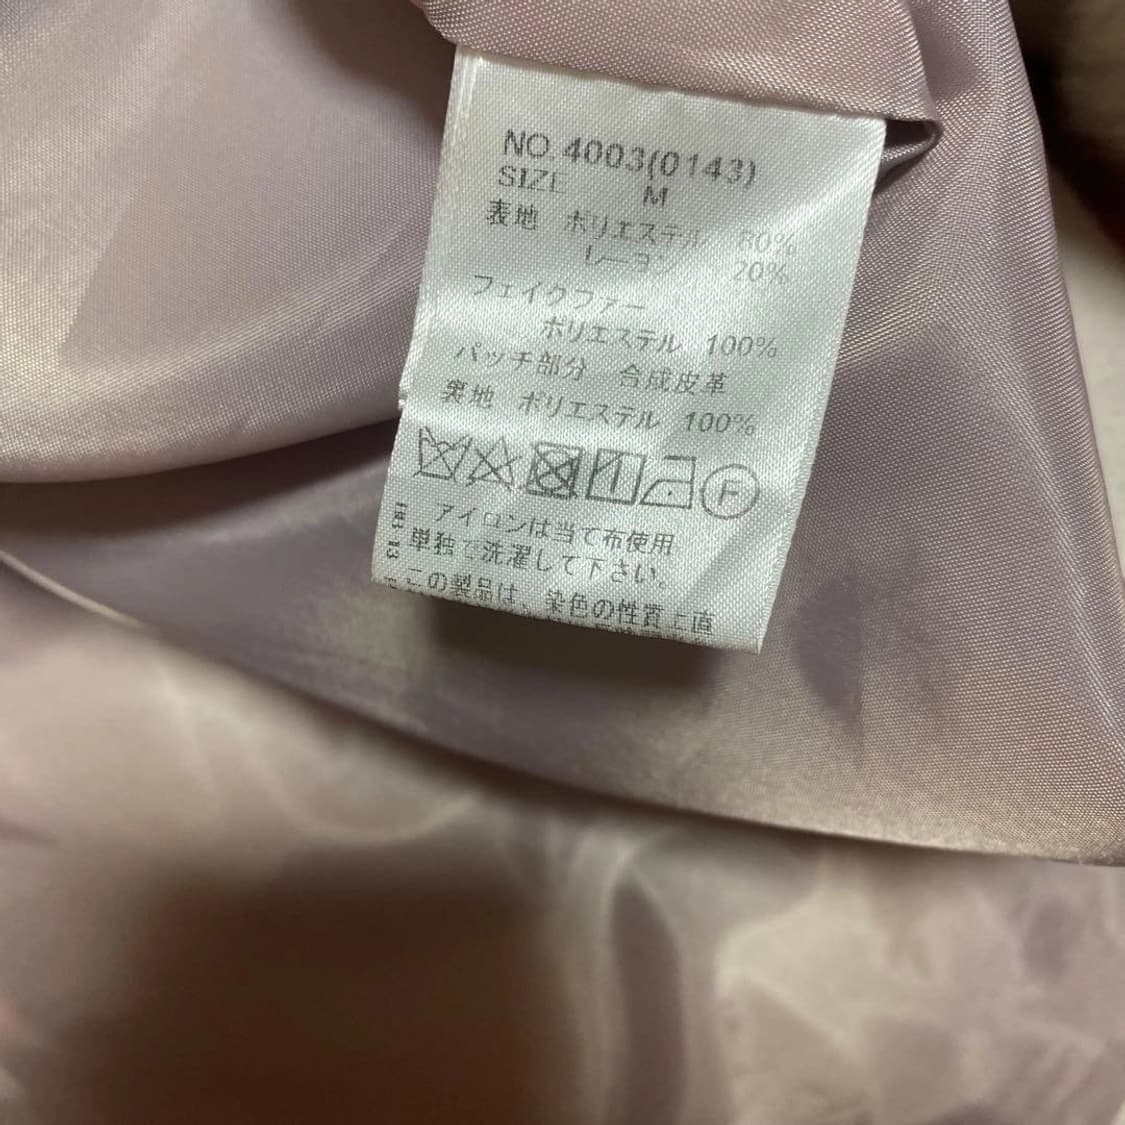 NO.4003(0143)
SIZE M
表地 ポリエステル 80%
レーヨン 20%
フェイクファー
ポリエステル 100%
パッチ部分 合成皮革
裏地 ポリエステル 100%
F
アイロンは当て布使用
単独で洗濯して下さい。
この製品は、染色の性質上直